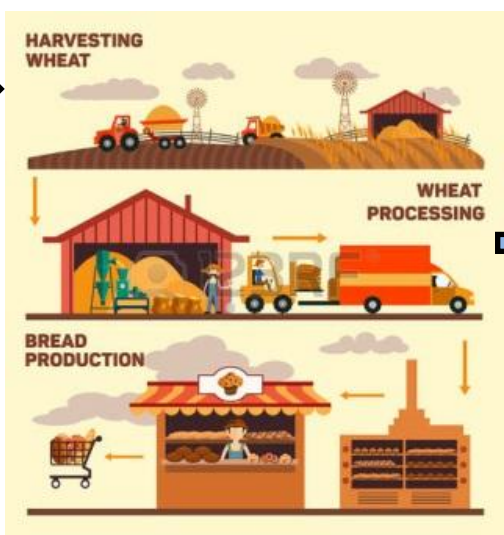 HARVESTING
WHEAT
WHEAT
PROCESSING
BREAD
PRODUCTION